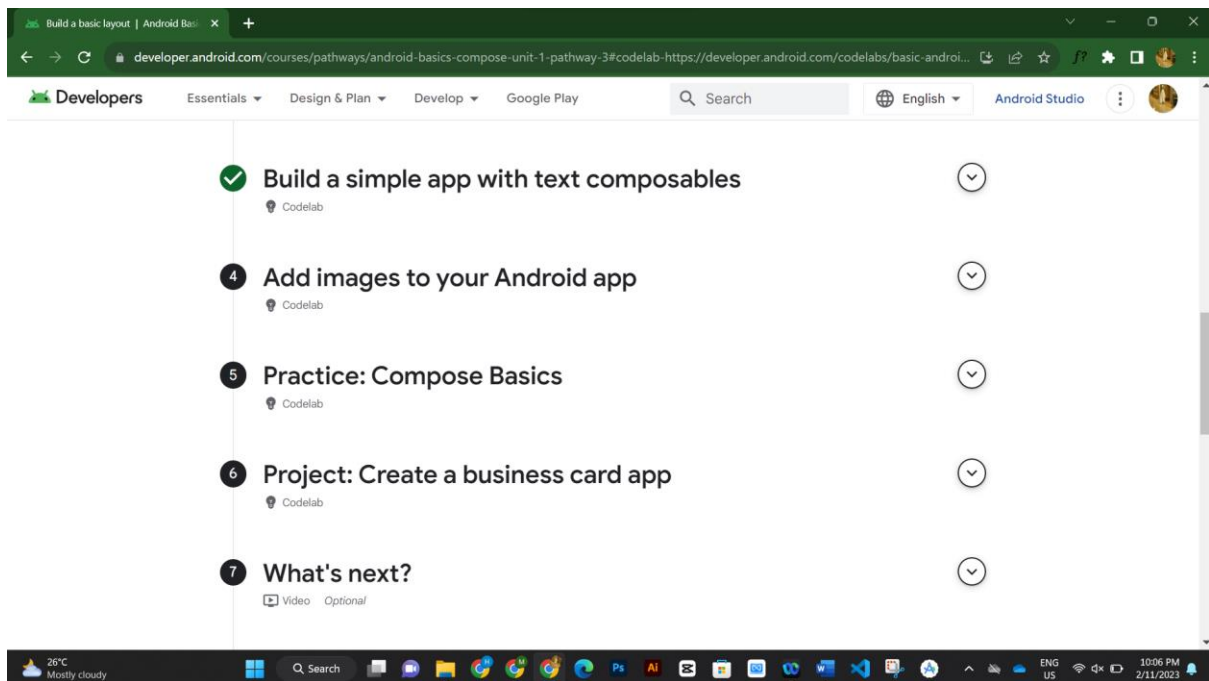 Build a basic layout | Android Basi
developer.android.com/courses/pathways/android-basics-compose-unit-1-pathway-3#codelab-https://developer.android.com/codelabs/basic-androi...
f?
Developers
Essentials
Design & Plan
Develop
Google Play
Search
English
Android Studio
Build a simple app with text composables
Codelab
4
Add images to your Android app
Codelab
5
Practice: Compose Basics
Codelab
6
Project: Create a business card app
Codelab
7
What's next?
Video Optional
26°C
Mostly cloudy
Search
Ps
Ai
ENG
US
10:06 PM
2/11/2023